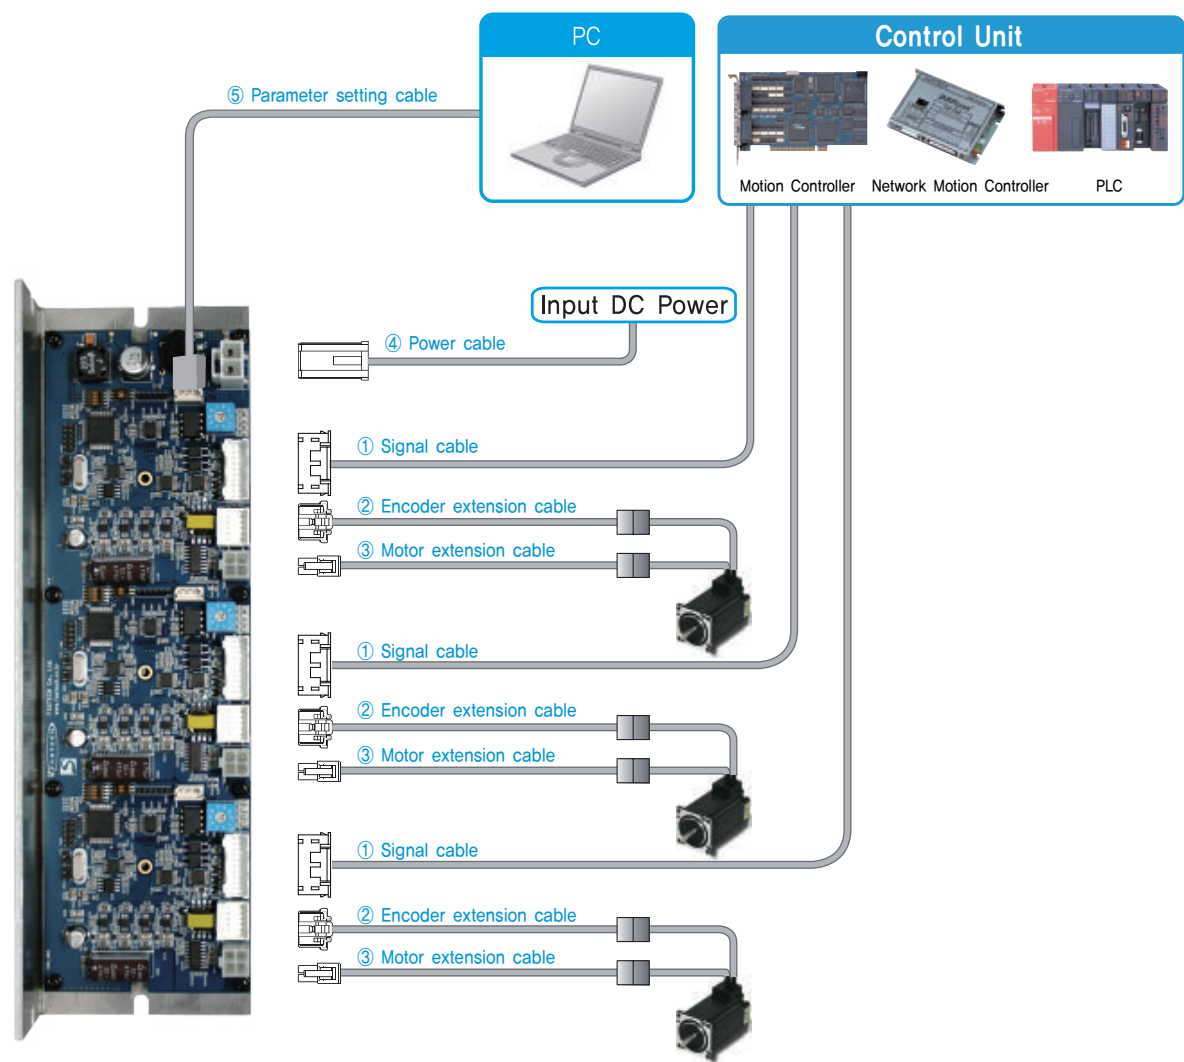 PC
Control Unit
⑤ Parameter setting cable
Motion Controller
Network Motion Controller
PLC
Input DC Power
④ Power cable
① Signal cable
② Encoder extension cable
③ Motor extension cable
① Signal cable
② Encoder extension cable
③ Motor extension cable
① Signal cable
② Encoder extension cable
③ Motor extension cable